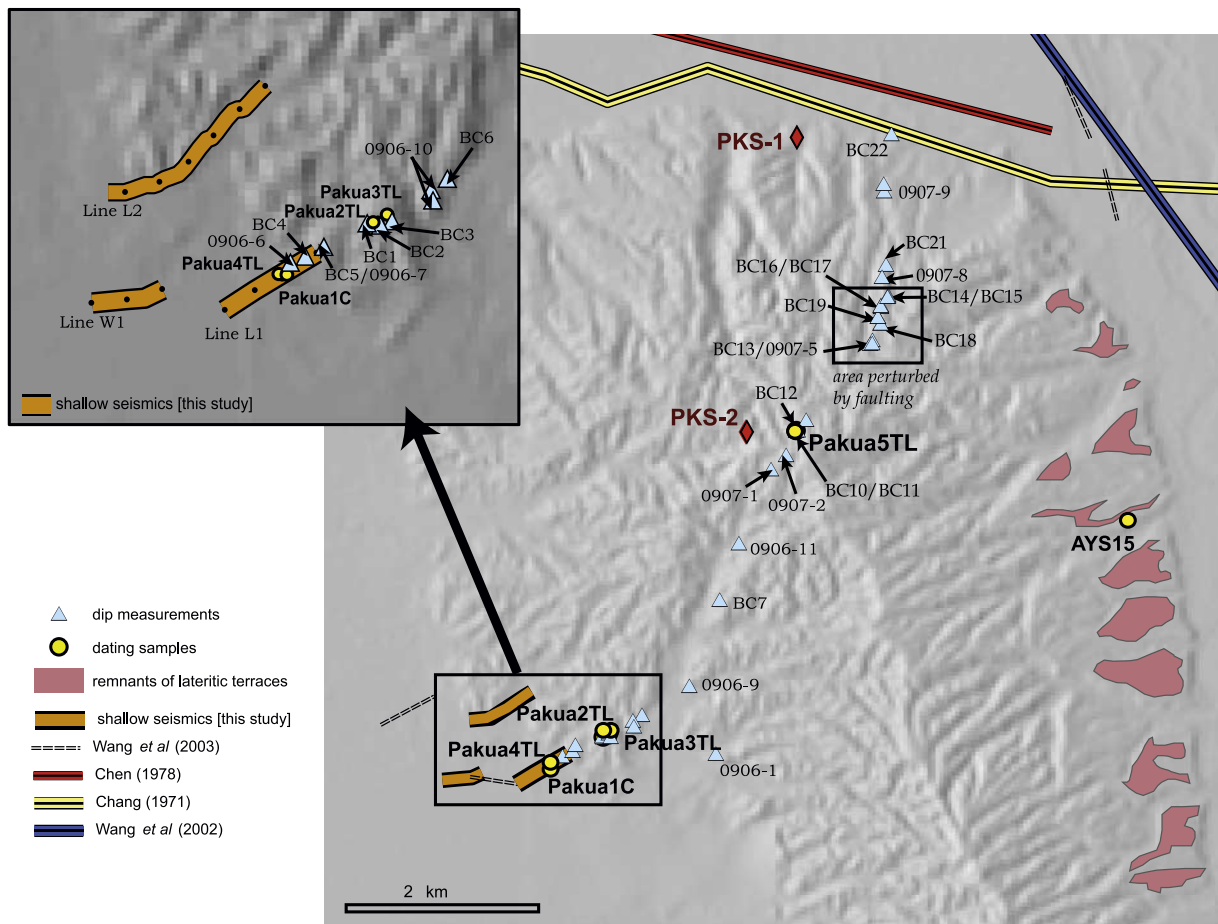 0906-10
BC6
Pakua3TL
Pakua2TL
BC4
0906-6
BC3
BC2
BC1
Pakua4TL
BC5/0906-7
Pakua1C
Line L2
Line W1
Line L1
shallow seismics [this study]
PKS-1
BC22
0907-9
BC21
BC16/BC17
0907-8
BC19
BC14/BC15
BC18
BC13/0907-5
area perturbed
by faulting
BC12
PKS-2
Pakua5TL
0907-1
0907-2
BC10/BC11
AYS15
0906-11
BC7
0906-9
Pakua2TL
Pakua4TL
Pakua3TL
Pakua1C
0906-1
dip measurements
dating samples
remnants of lateritic terraces
shallow seismics [this study]
Wang et al (2003)
Chen (1978)
Chang (1971)
Wang et al (2002)
2 km